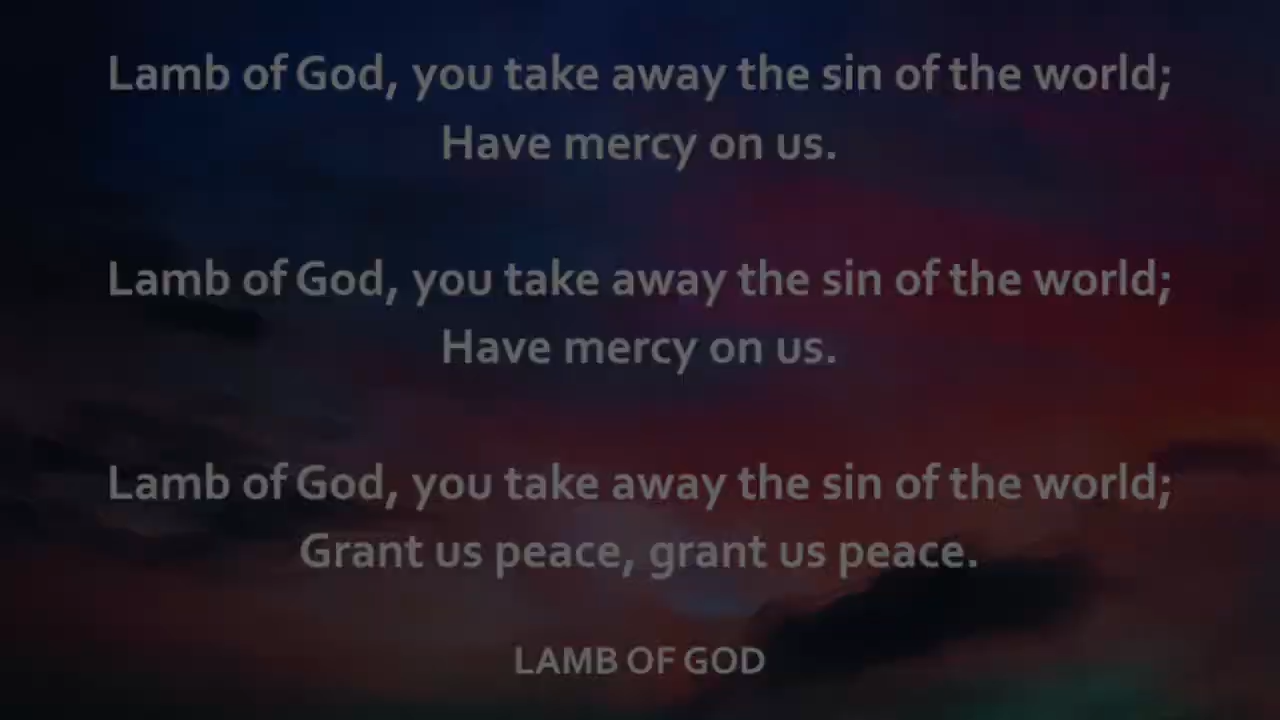 Lamb of God, you take away the sin of the world;
Have mercy on us.
Lamb of God, you take away the sin of the world;
Have mercy on us.
Lamb of God, you take away the sin of the world;
Grant us peace, grant us peace.
LAMB OF GOD